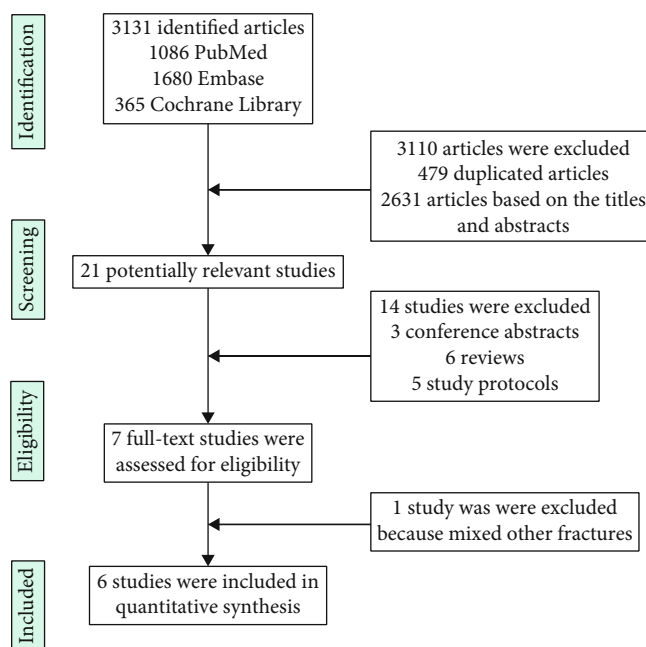 Identification
3131 identified articles
1086 PubMed
1680 Embase
365 Cochrane Library
3110 articles were excluded
479 duplicated articles
2631 articles based on the titles
and abstracts
Screening
21 potentially relevant studies
14 studies were excluded
3 conference abstracts
6 reviews
5 study protocols
Eligibility
7 full-text studies were
assessed for eligibility
1 study was were excluded
because mixed other fractures
Included
6 studies were included in
quantitative synthesis